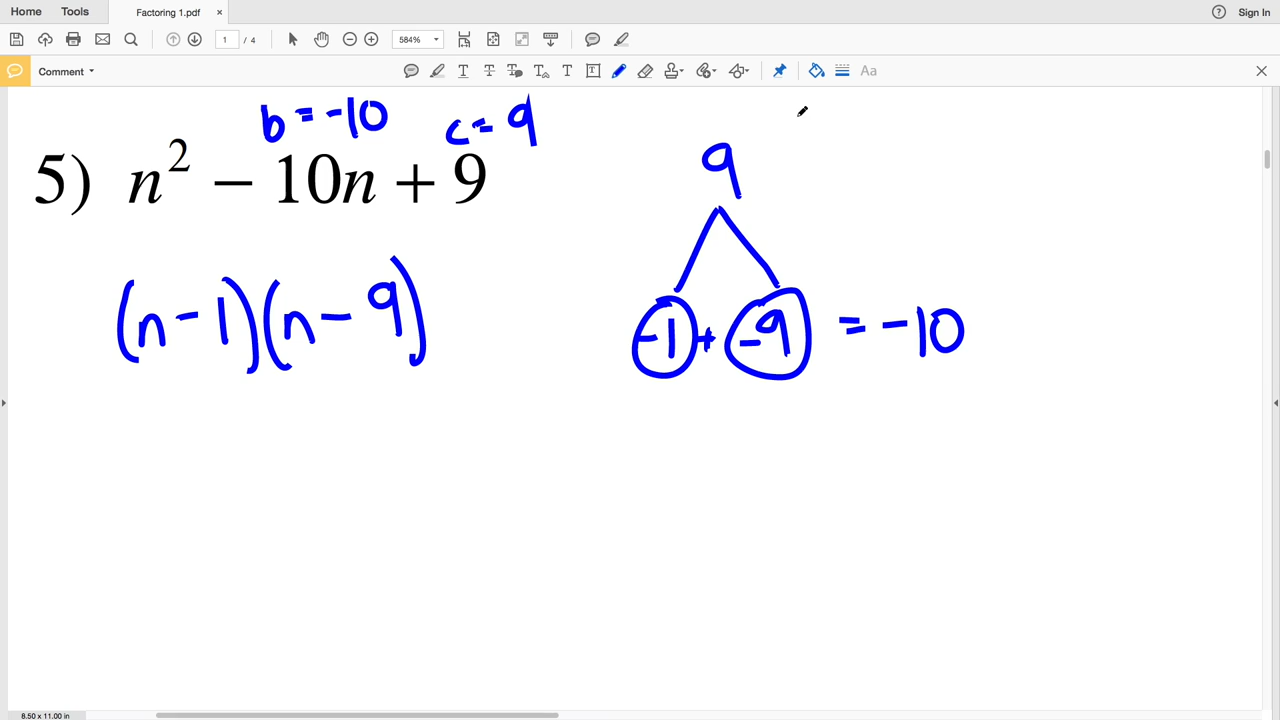 Home Tools Factoring 1.pdf × ? Sign In
1 / 4 584%
Comment T T T T T T Aa
b = -10 c = 9
5) n² − 10n + 9
9
(n - 1)(n - 9)
-1 + -9 = -10
8.50 x 11.00 in